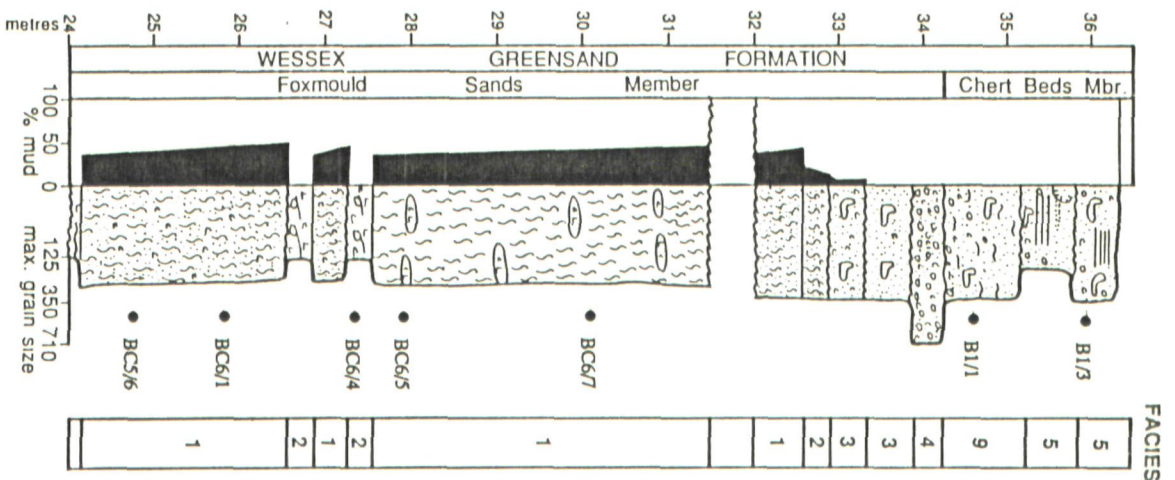 metres 24 25 26 27 28 29 30 31 32 33 34 35 36
WESSEX GREENSAND FORMATION
Foxmould Sands Member Chert Beds Mbr.
100 50 0
% mud
125 350 710
max. grain size
BC5/6 BC6/1 BC6/4 BC6/5 BC6/7 B1/1 B1/3
FACIES
1 2 1 2 1 1 2 3 3 4 9 5 5